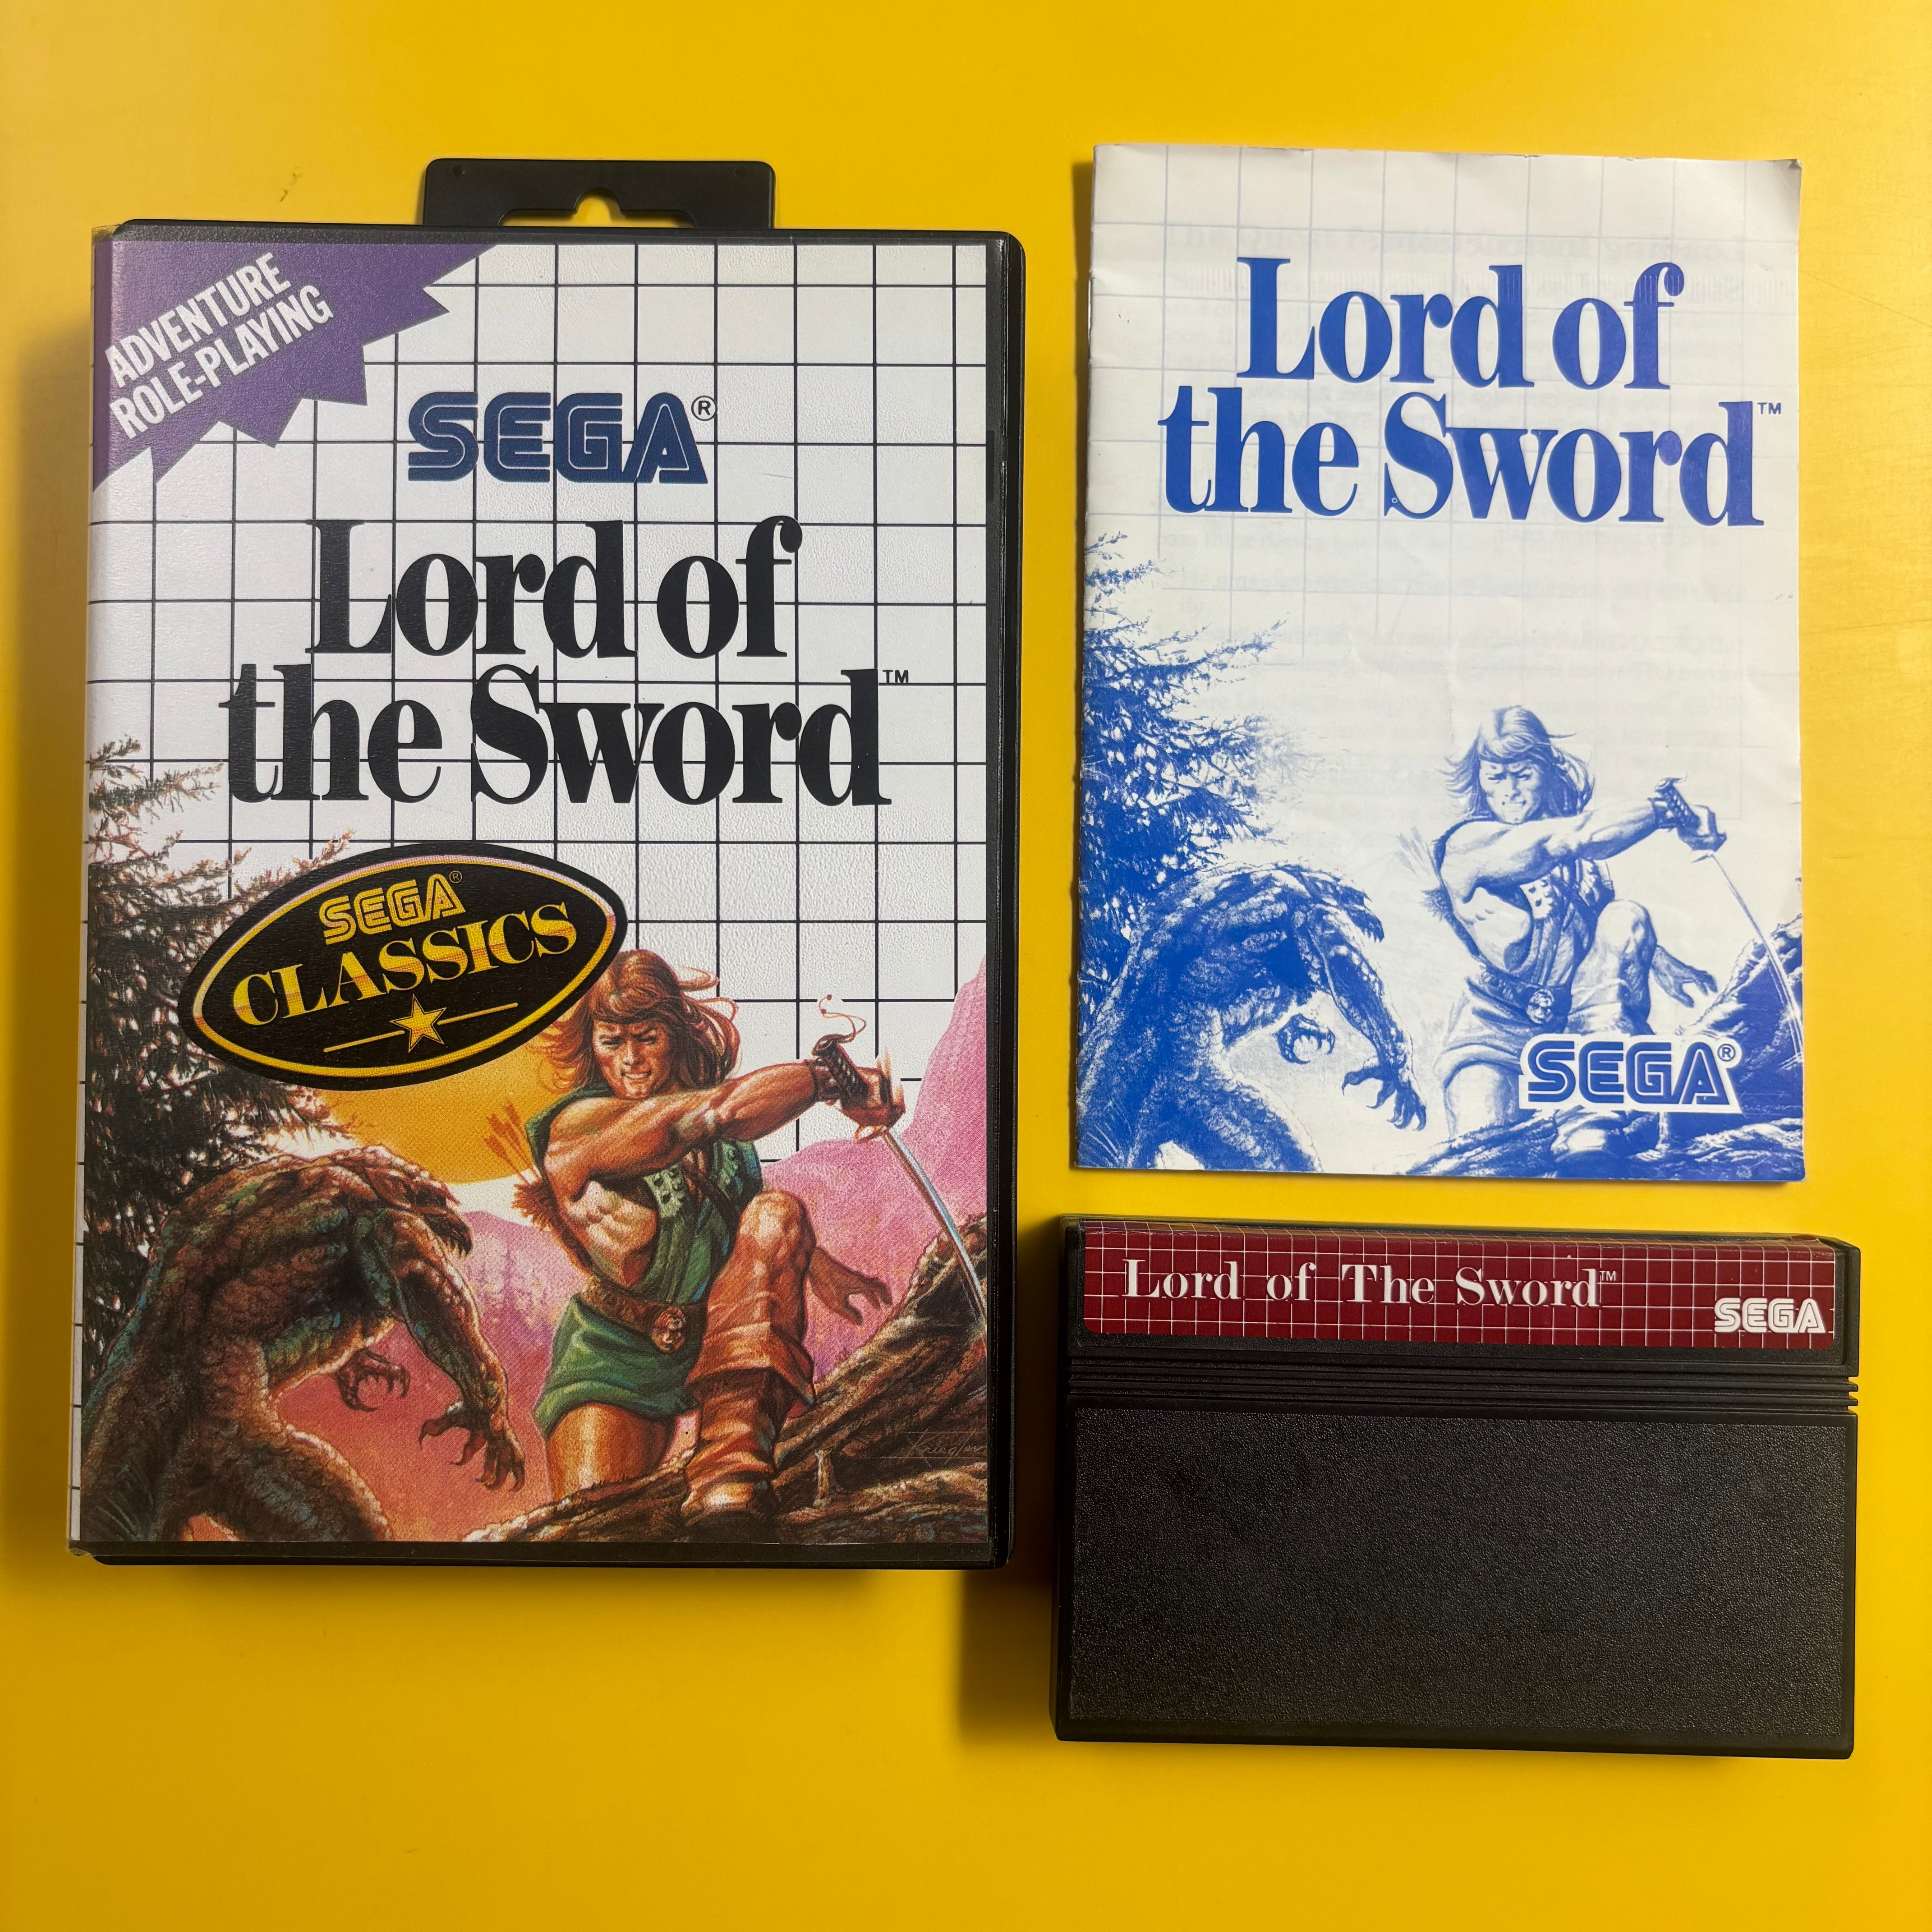 ADVENTURE
ROLE-PLAYING
SEGA®
Lord of
the Sword™
SEGA®
CLASSICS
Lord of
the Sword™
SEGA®
Lord of The Sword™
SEGA